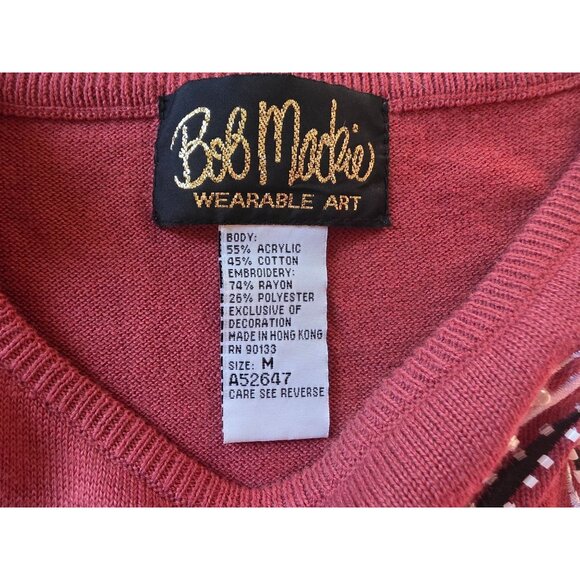 Bob Mackie
WEARABLE ART
BODY:
55% ACRYLIC
45% COTTON
EMBROIDERY:
74% RAYON
26% POLYESTER
EXCLUSIVE OF
DECORATION
MADE IN HONG KONG
RN 90133
SIZE: M
A52647
CARE SEE REVERSE